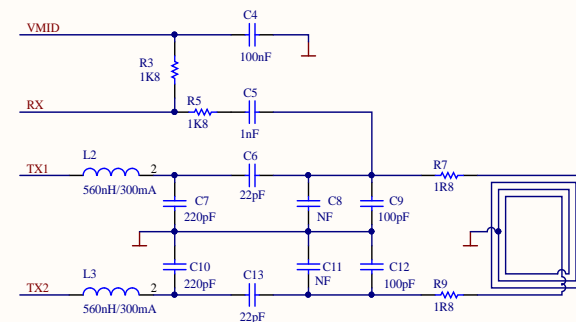 C4
VMID
100nF
R3
1K8
C5
R5
RX
1K8
1nF
L2
2
C6
R7
TX1
560nH/300mA
22pF
1R8
C7
220pF
C8
NF
C9
100pF
C10
220pF
C11
NF
C12
100pF
L3
2
C13
R9
TX2
560nH/300mA
22pF
1R8